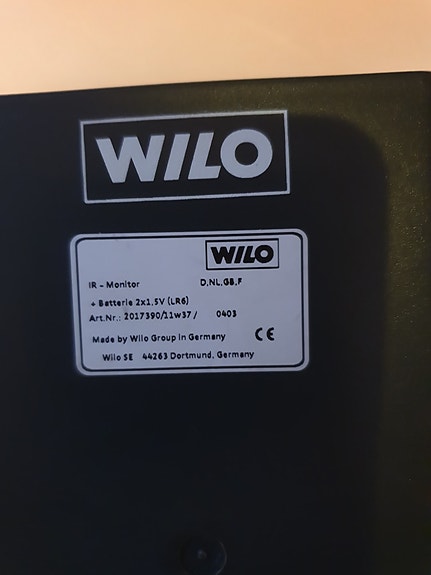 WILO
WILO
IR - Monitor D,NL,GB,F
+ Batterie 2x1,5V (LR6)
Art.Nr.: 2017390/11w37 / 0403
Made by Wilo Group in Germany CE
Wilo SE 44263 Dortmund, Germany